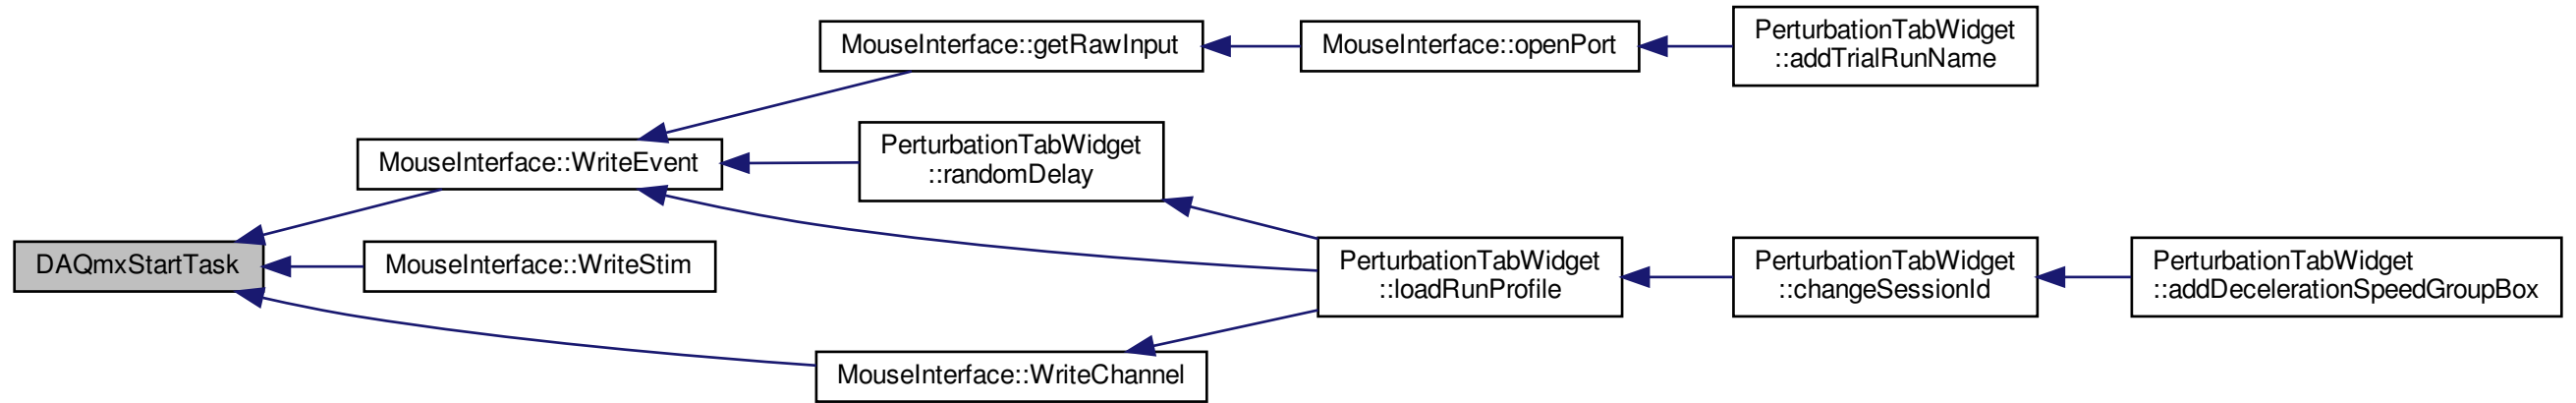 MouseInterface::getRawInput
MouseInterface::openPort
PerturbationTabWidget
::addTrialRunName
MouseInterface::WriteEvent
PerturbationTabWidget
::randomDelay
DAQmxStartTask
MouseInterface::WriteStim
PerturbationTabWidget
::loadRunProfile
PerturbationTabWidget
::changeSessionId
PerturbationTabWidget
::addDecelerationSpeedGroupBox
MouseInterface::WriteChannel